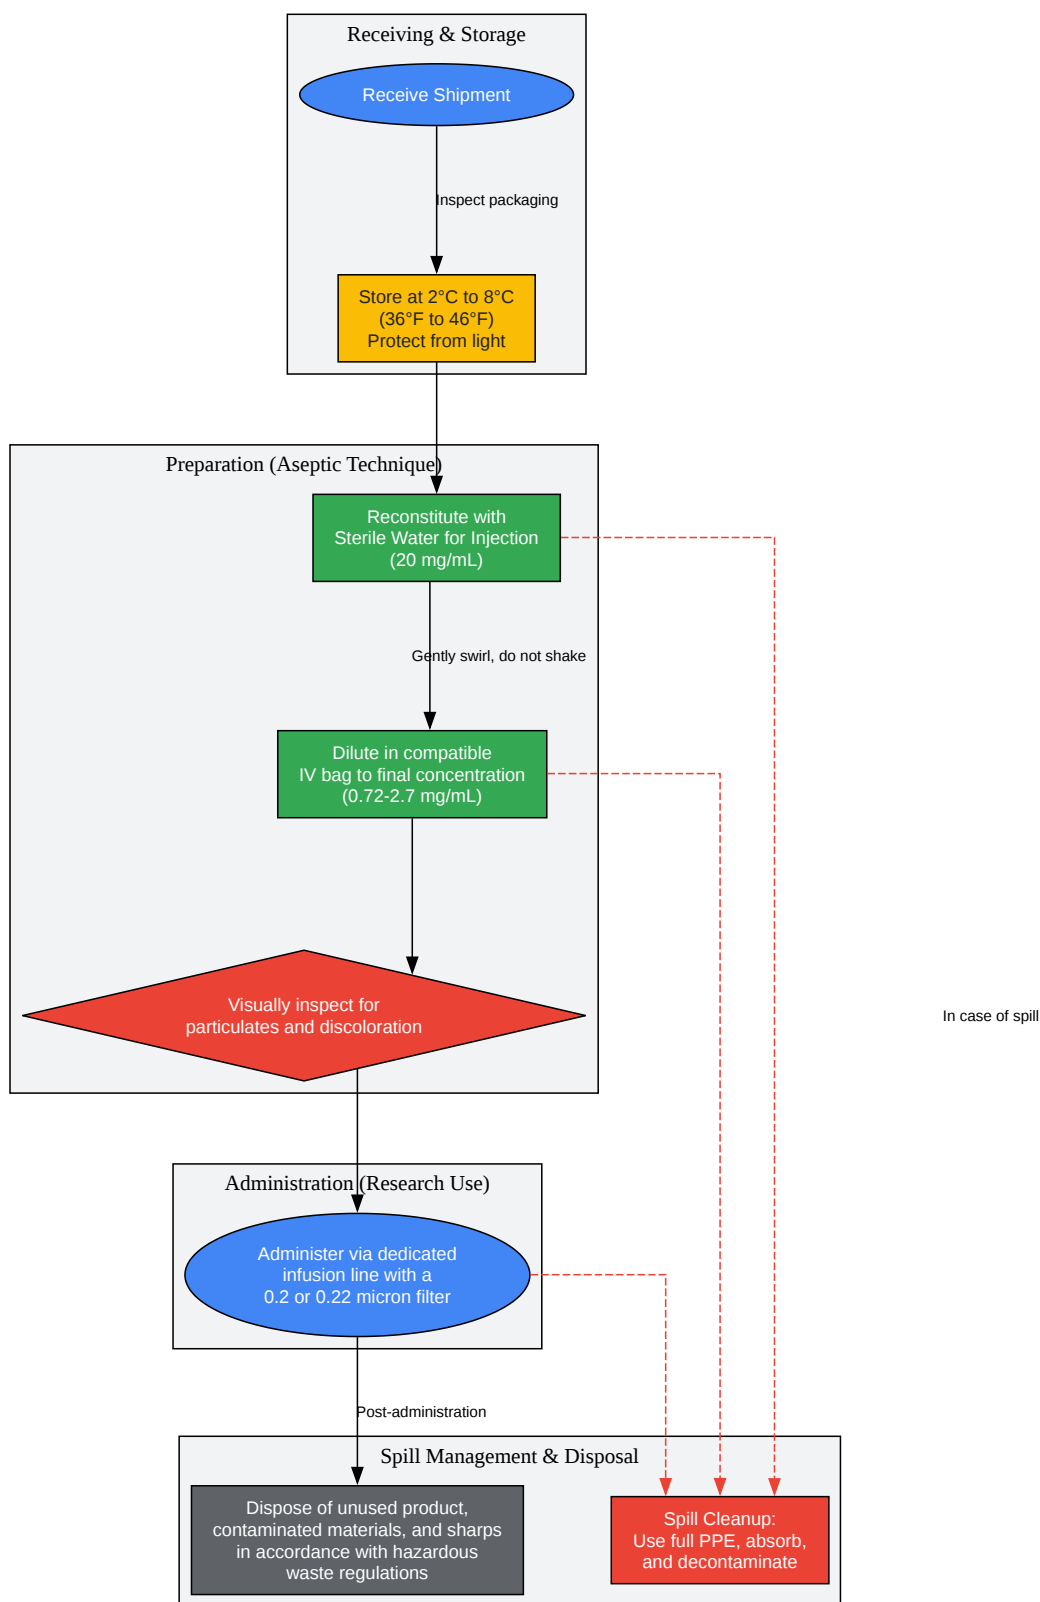 Receiving & Storage
Receive Shipment
Inspect packaging
Store at 2°C to 8°C
(36°F to 46°F)
Protect from light
Preparation (Aseptic Technique)
Reconstitute with
Sterile Water for Injection
(20 mg/mL)
Gently swirl, do not shake
Dilute in compatible
IV bag to final concentration
(0.72-2.7 mg/mL)
Visually inspect for
particulates and discoloration
In case of spill
Administration (Research Use)
Administer via dedicated
infusion line with a
0.2 or 0.22 micron filter
Post-administration
Spill Management & Disposal
Dispose of unused product,
contaminated materials, and sharps
in accordance with hazardous
waste regulations
Spill Cleanup:
Use full PPE, absorb,
and decontaminate